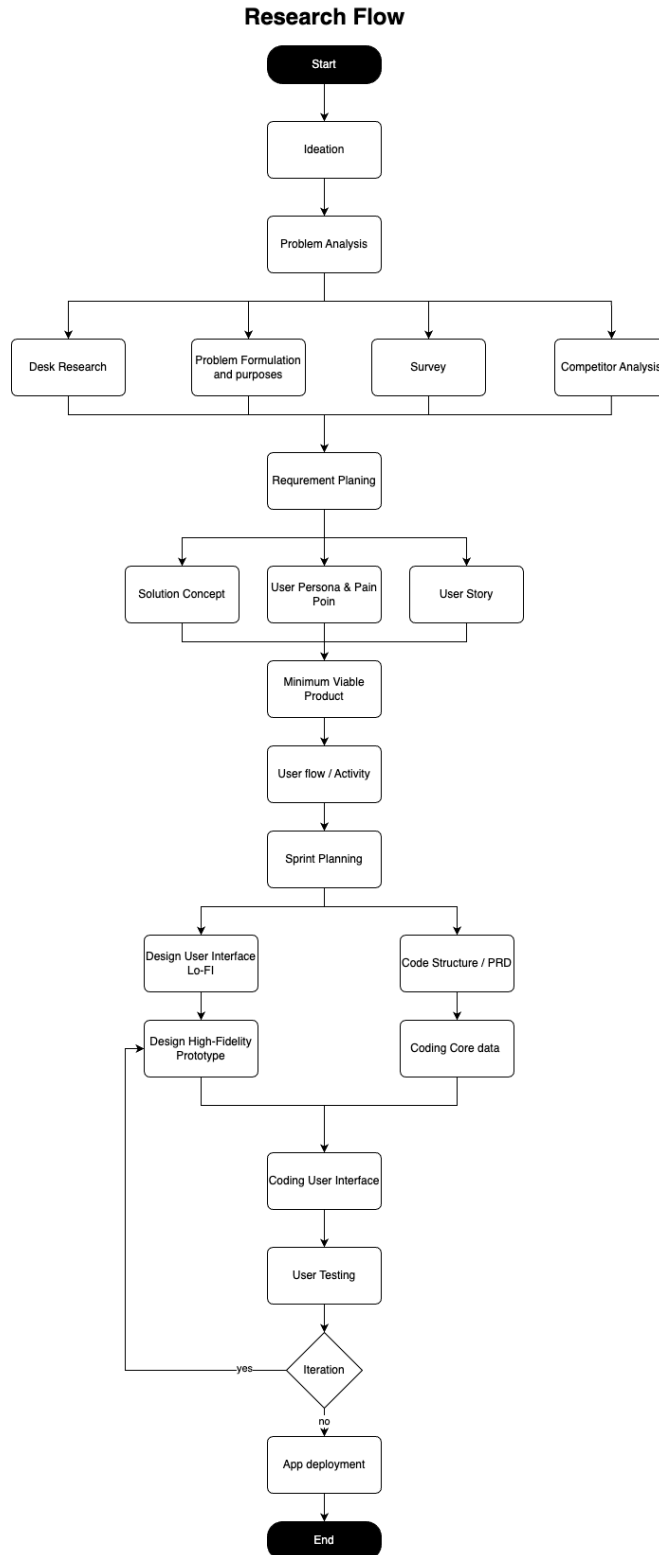 Research Flow
Start
Ideation
Problem Analysis
Desk Research
Problem Formulation
and purposes
Survey
Competitor Analysis
Requrement Planing
Solution Concept
User Persona & Pain
Poin
User Story
Minimum Viable
Product
User flow / Activity
Sprint Planning
Design User Interface
Lo-FI
Code Structure / PRD
Design High-Fidelity
Prototype
Coding Core data
Coding User Interface
User Testing
Iteration
yes
no
App deployment
End